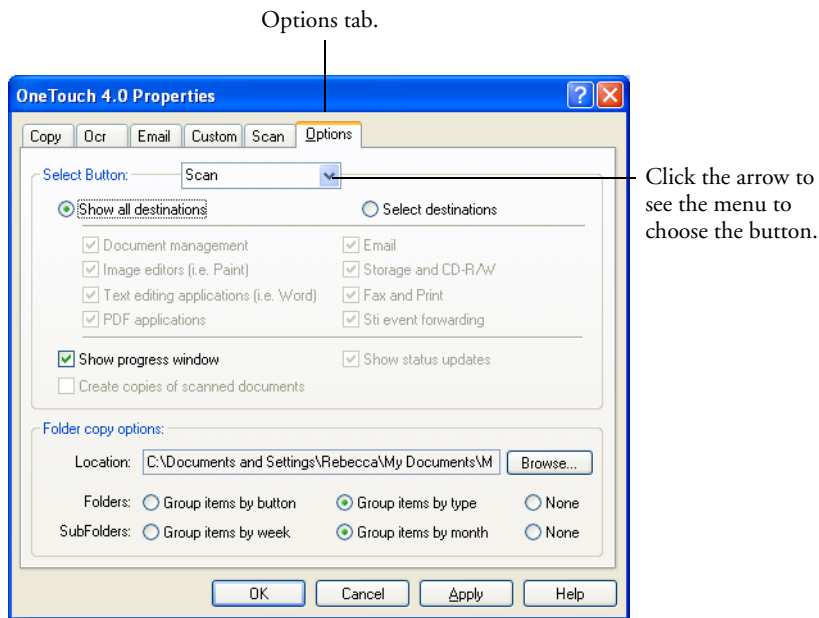 Options tab.
OneTouch 4.0 Properties
Copy Ocr Email Custom Scan Options
Select Button: Scan
Click the arrow to
see the menu to
choose the button.
Show all destinations Select destinations
Document management Email
Image editors (i.e. Paint) Storage and CD-R/W
Text editing applications (i.e. Word) Fax and Print
PDF applications Sti event forwarding
Show progress window Show status updates
Create copies of scanned documents
Folder copy options:
Location: C:\Documents and Settings\Rebecca\My Documents\M Browse...
Folders: Group items by button Group items by type None
SubFolders: Group items by week Group items by month None
OK Cancel Apply Help